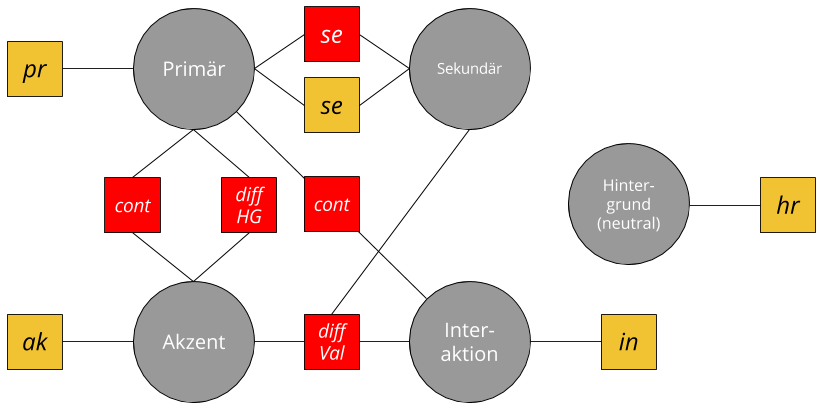 se
pr
Primär
Sekundär
se
cont
diff
HG
cont
Hinter-
grund
(neutral)
hr
ak
Akzent
diff
Val
Inter-
aktion
in